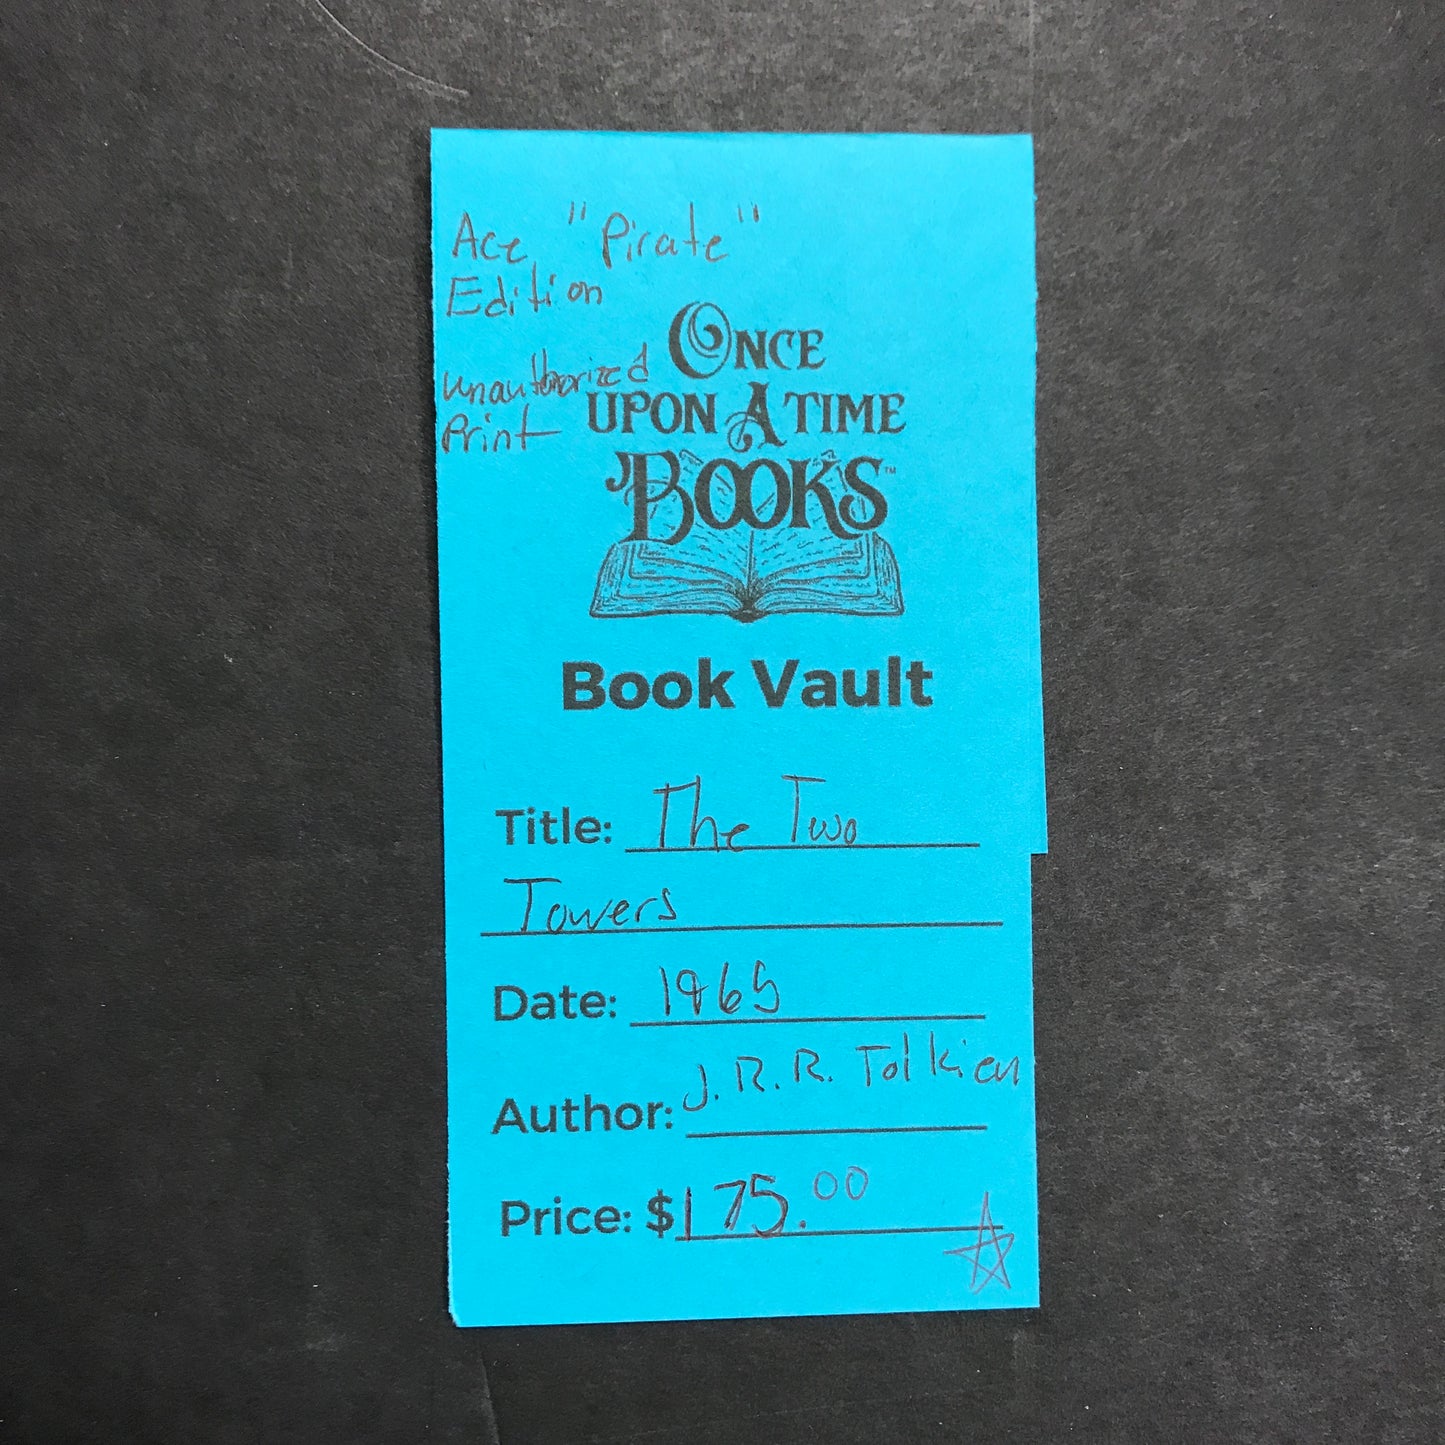 Ace "Pirate"
Edition
unauthorized
Print
ONCE
UPON A TIME
BOOKS™
Book Vault
Title: The Two
Towers
Date: 1965
Author: J.R.R. Tolkien
Price: $175.00